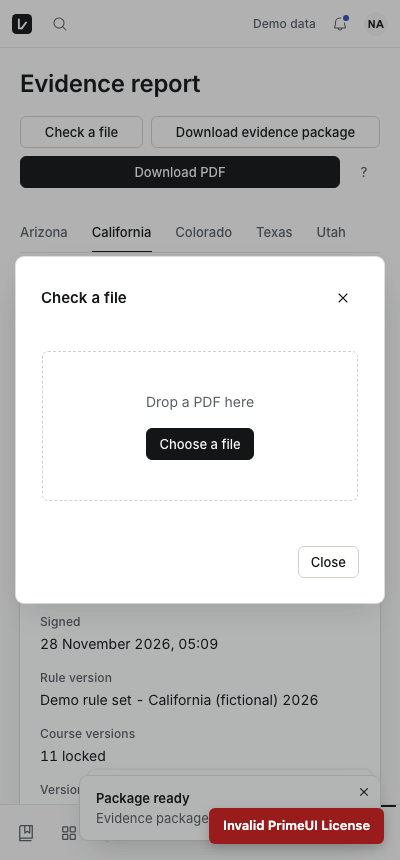 Demo data
NA
Evidence report
Check a file
Download evidence package
Download PDF
?
Arizona
California
Colorado
Texas
Utah
Check a file
Drop a PDF here
Choose a file
Close
Signed
28 November 2026, 05:09
Rule version
Demo rule set - California (fictional) 2026
Course versions
11 locked
Package ready
Evidence package
Invalid PrimeUI License